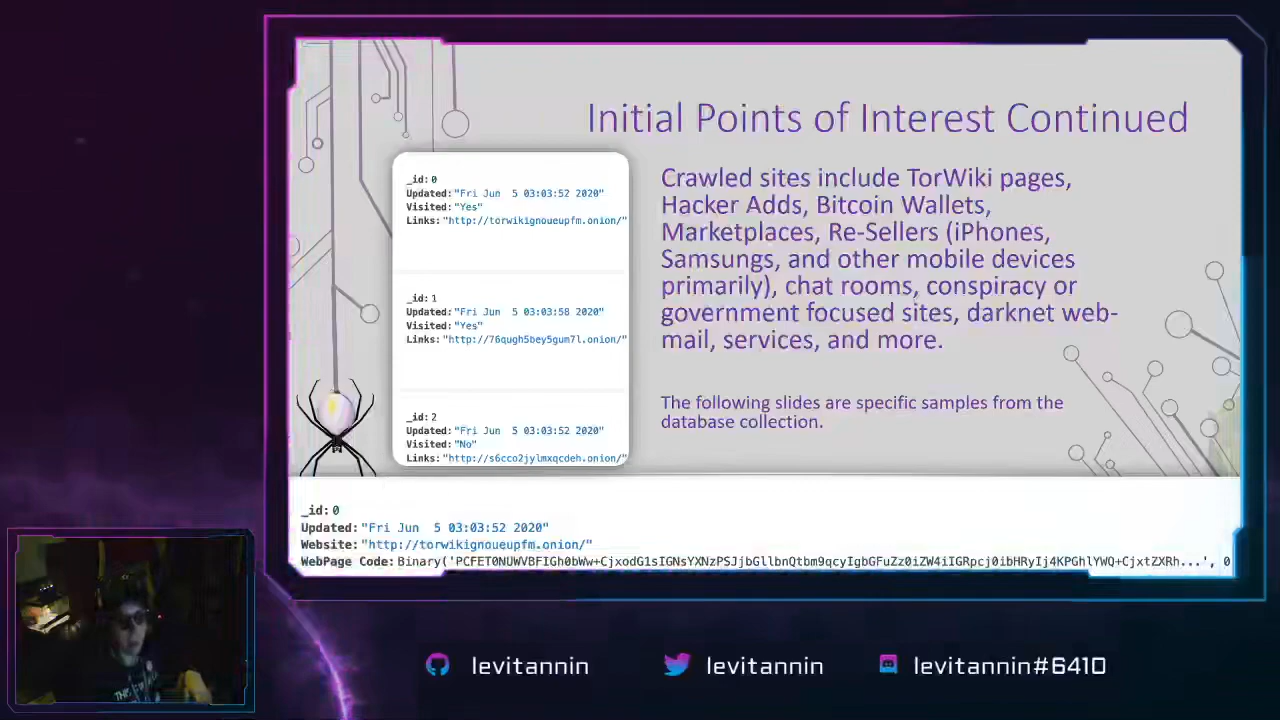 Initial Points of Interest Continued
_id: 0
Updated: "Fri Jun  5 03:03:52 2020"
Visited: "Yes"
Links: "http://torwikignoueupfm.onion/"
_id: 1
Updated: "Fri Jun  5 03:03:58 2020"
Visited: "Yes"
Links: "http://76qugh5bey5gum7l.onion/"
_id: 2
Updated: "Fri Jun  5 03:03:52 2020"
Visited: "No"
Links: "http://s6cco2jylmxqcdeh.onion/"
Crawled sites include TorWiki pages,
Hacker Adds, Bitcoin Wallets,
Marketplaces, Re-Sellers (iPhones,
Samsungs, and other mobile devices
primarily), chat rooms, conspiracy or
government focused sites, darknet web-
mail, services, and more.
The following slides are specific samples from the
database collection.
_id: 0
Updated: "Fri Jun  5 03:03:52 2020"
Website: "http://torwikignoueupfm.onion/"
WebPage Code: Binary('PCFET0NUWVBFIGh0bWw+CjxodG1sIGNsYXNzPSJjbGllbnQtbm9qcyIgbGFuZz0iZW4iIGRpcj0ibHRyIj4KPGhlYWQ+CjxtZXRh...', 0
levitannin
levitannin
levitannin#6410